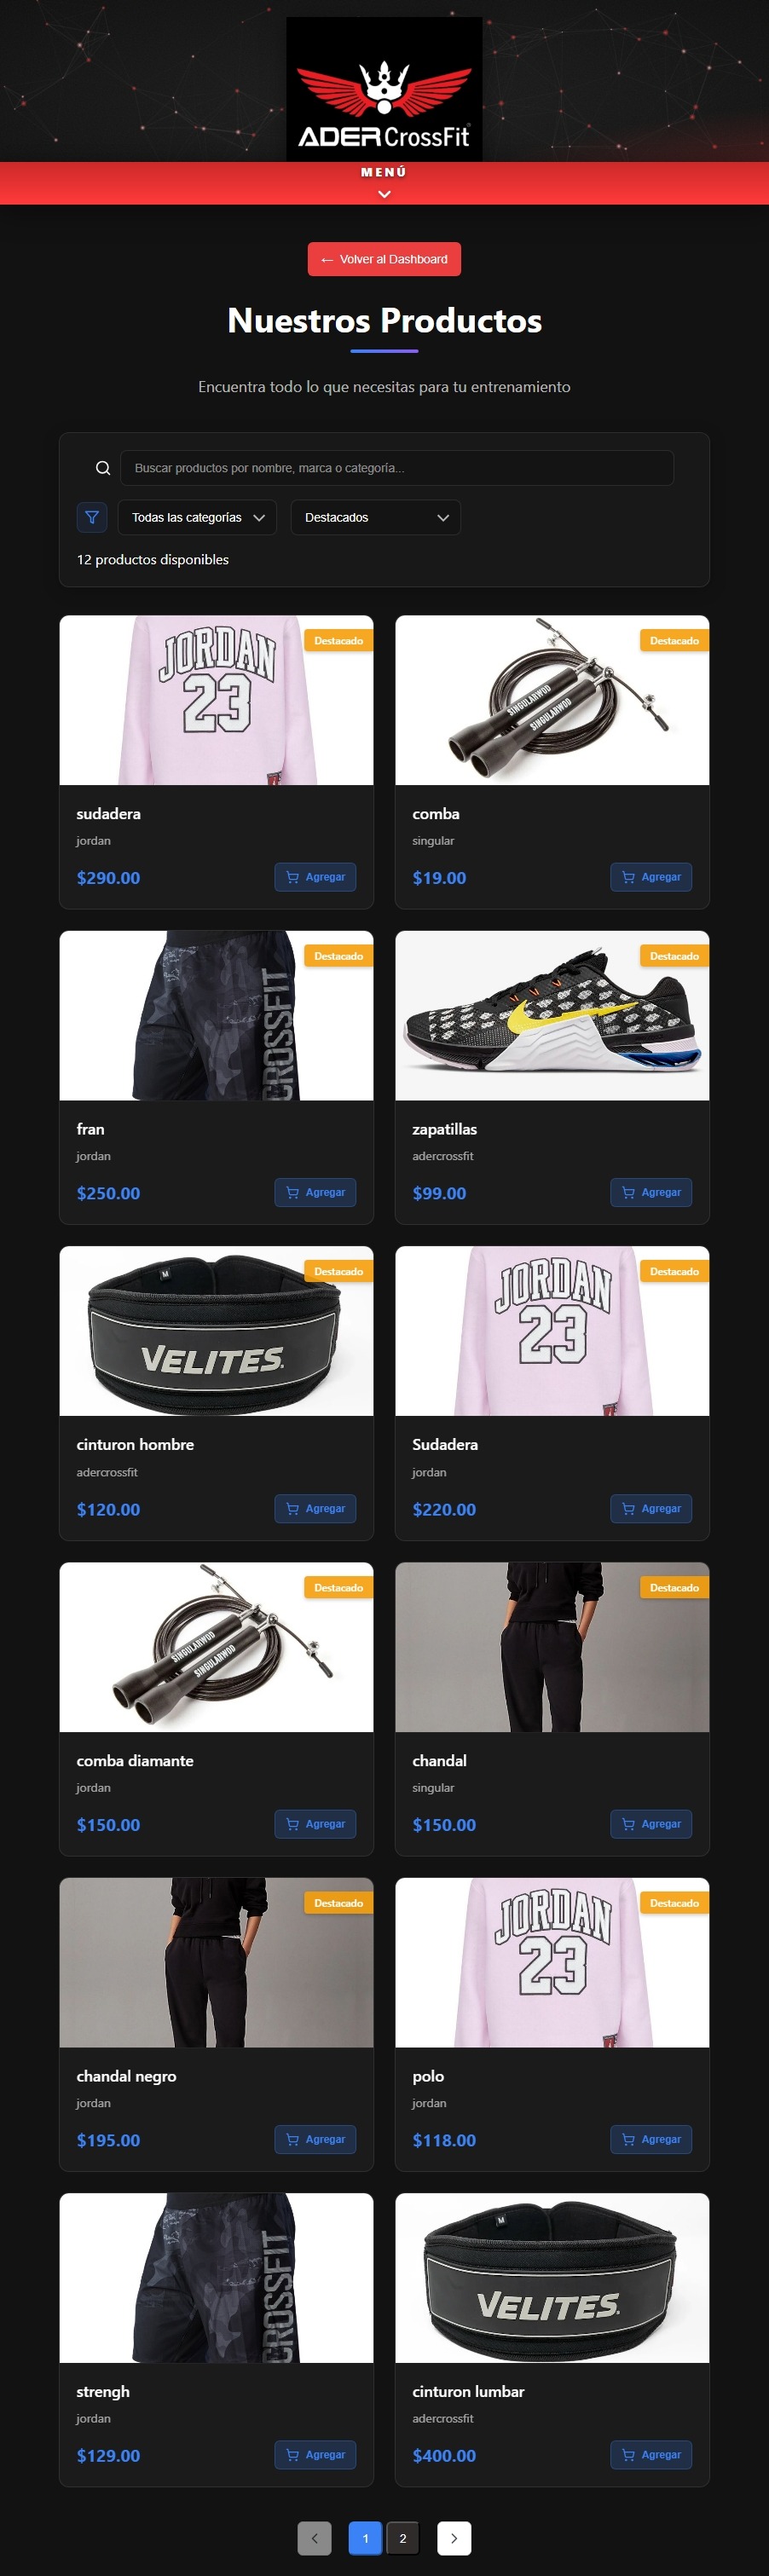 ADER CrossFit
MENÚ
← Volver al Dashboard
Nuestros Productos
Encuentra todo lo que necesitas para tu entrenamiento
Buscar productos por nombre, marca o categoría...
Todas las categorías
Destacados
12 productos disponibles
JORDAN
23
Destacado
sudadera
jordan
$290.00
Agregar
SINGULARWOD
SINGULARWOD
Destacado
comba
singular
$19.00
Agregar
CROSSFIT
Destacado
fran
jordan
$250.00
Agregar
Destacado
zapatillas
adercrossfit
$99.00
Agregar
M
VELITES.
Destacado
cinturon hombre
adercrossfit
$120.00
Agregar
JORDAN
23
Destacado
Sudadera
jordan
$220.00
Agregar
SINGULARWOD
SINGULARWOD
Destacado
comba diamante
jordan
$150.00
Agregar
Destacado
chandal
singular
$150.00
Agregar
Destacado
chandal negro
jordan
$195.00
Agregar
JORDAN
23
Destacado
polo
jordan
$118.00
Agregar
CROSSFIT
strengh
jordan
$129.00
Agregar
M
VELITES.
cinturon lumbar
adercrossfit
$400.00
Agregar
1
2